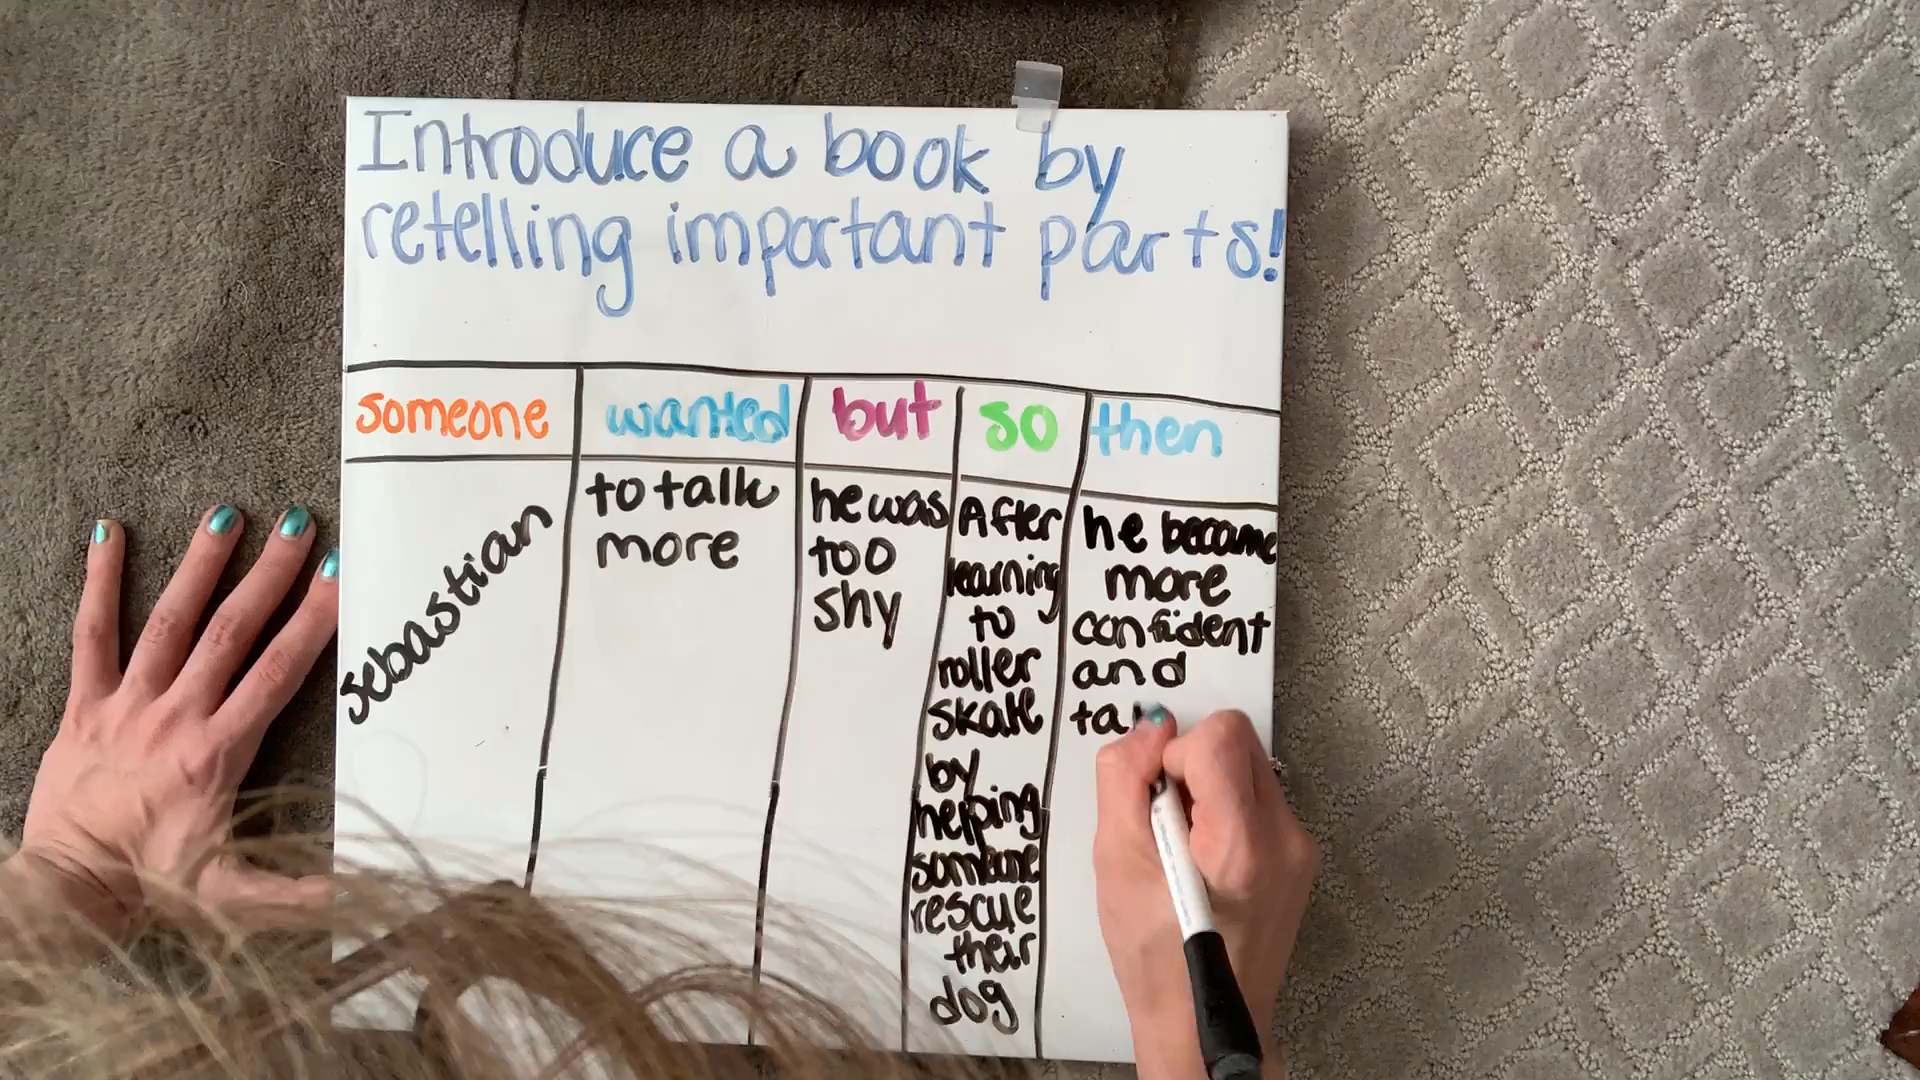 Introduce a book by
retelling important parts!
someone
wanted
but
so
then
sebastian
to talk
more
he was
too
shy
After
learning
to
roller
skate
by
helping
someone
rescue
their
dog
he became
more
confident
and
ta